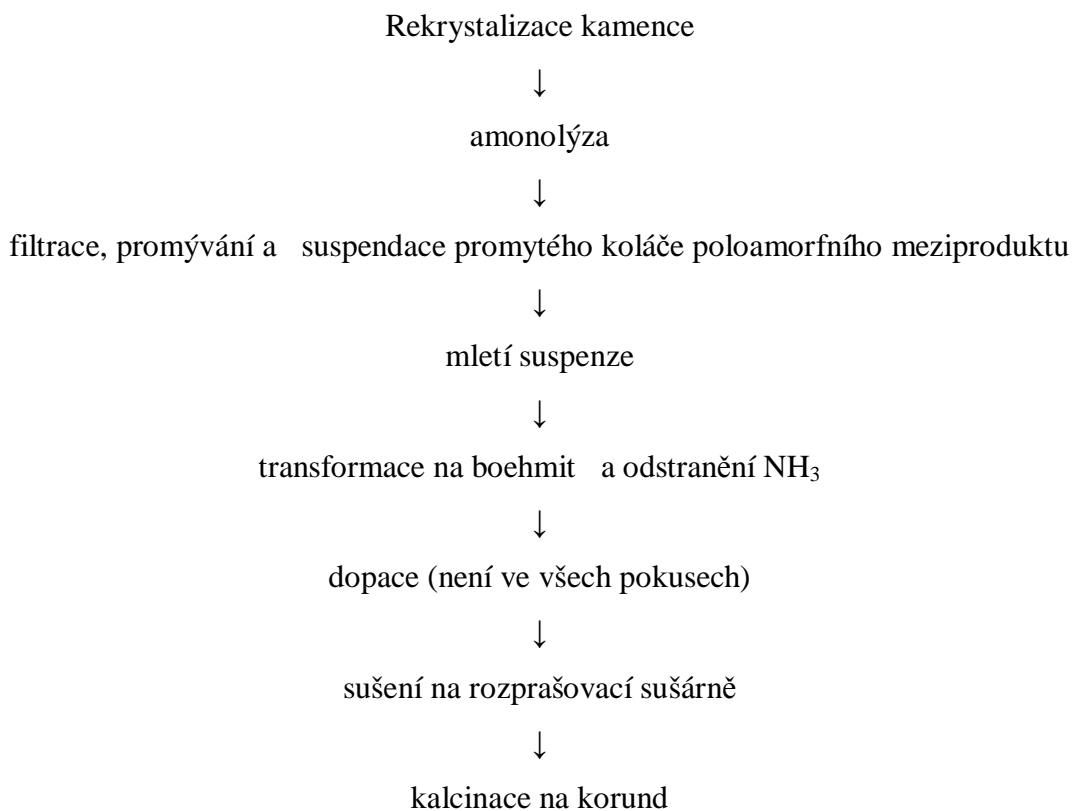 Rekrystalizace kamence
↓
amonolýza
↓
filtrace, promývání a suspendace promytého koláče poloamorfního meziproduktu
↓
mletí suspenze
↓
transformace na boehmit a odstranění NH₃
↓
dopace (není ve všech pokusech)
↓
sušení na rozprašovací sušárně
↓
kalcinace na korund